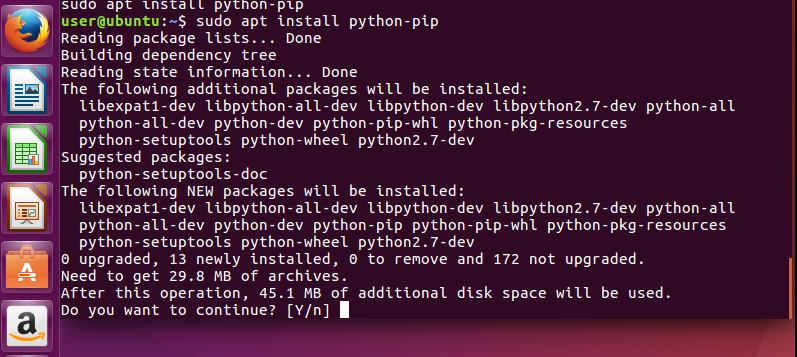 sudo apt install python-pip
user@ubuntu:~$ sudo apt install python-pip
Reading package lists... Done
Building dependency tree
Reading state information... Done
The following additional packages will be installed:
  libexpat1-dev libpython-all-dev libpython-dev libpython2.7-dev python-all
  python-all-dev python-dev python-pip-whl python-pkg-resources
  python-setuptools python-wheel python2.7-dev
Suggested packages:
  python-setuptools-doc
The following NEW packages will be installed:
  libexpat1-dev libpython-all-dev libpython-dev libpython2.7-dev python-all
  python-all-dev python-dev python-pip python-pip-whl python-pkg-resources
  python-setuptools python-wheel python2.7-dev
0 upgraded, 13 newly installed, 0 to remove and 172 not upgraded.
Need to get 29.8 MB of archives.
After this operation, 45.1 MB of additional disk space will be used.
Do you want to continue? [Y/n]